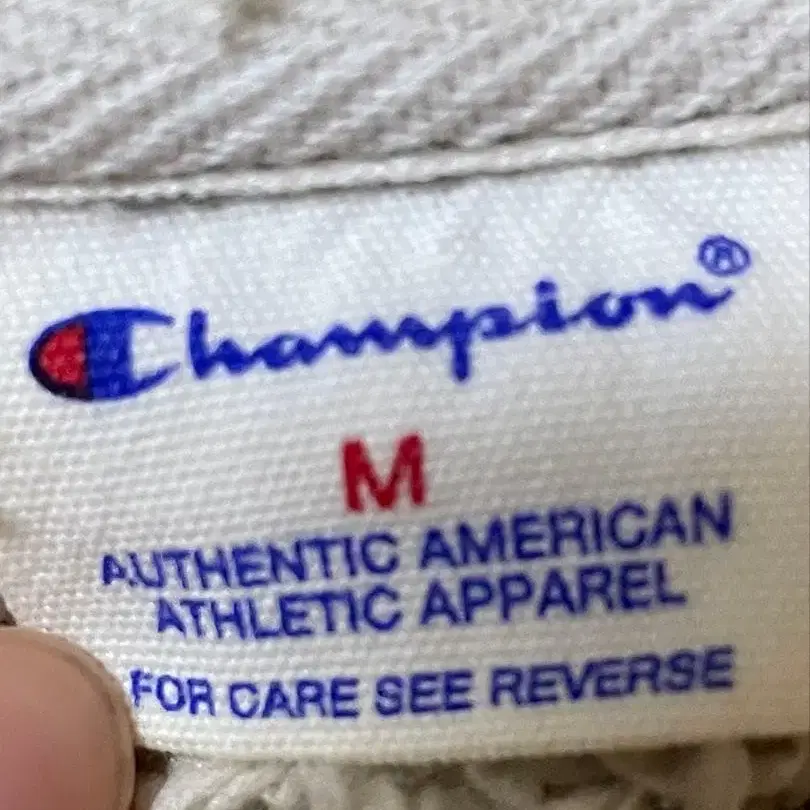 Champion®
M
AUTHENTIC AMERICAN
ATHLETIC APPAREL
FOR CARE SEE REVERSE